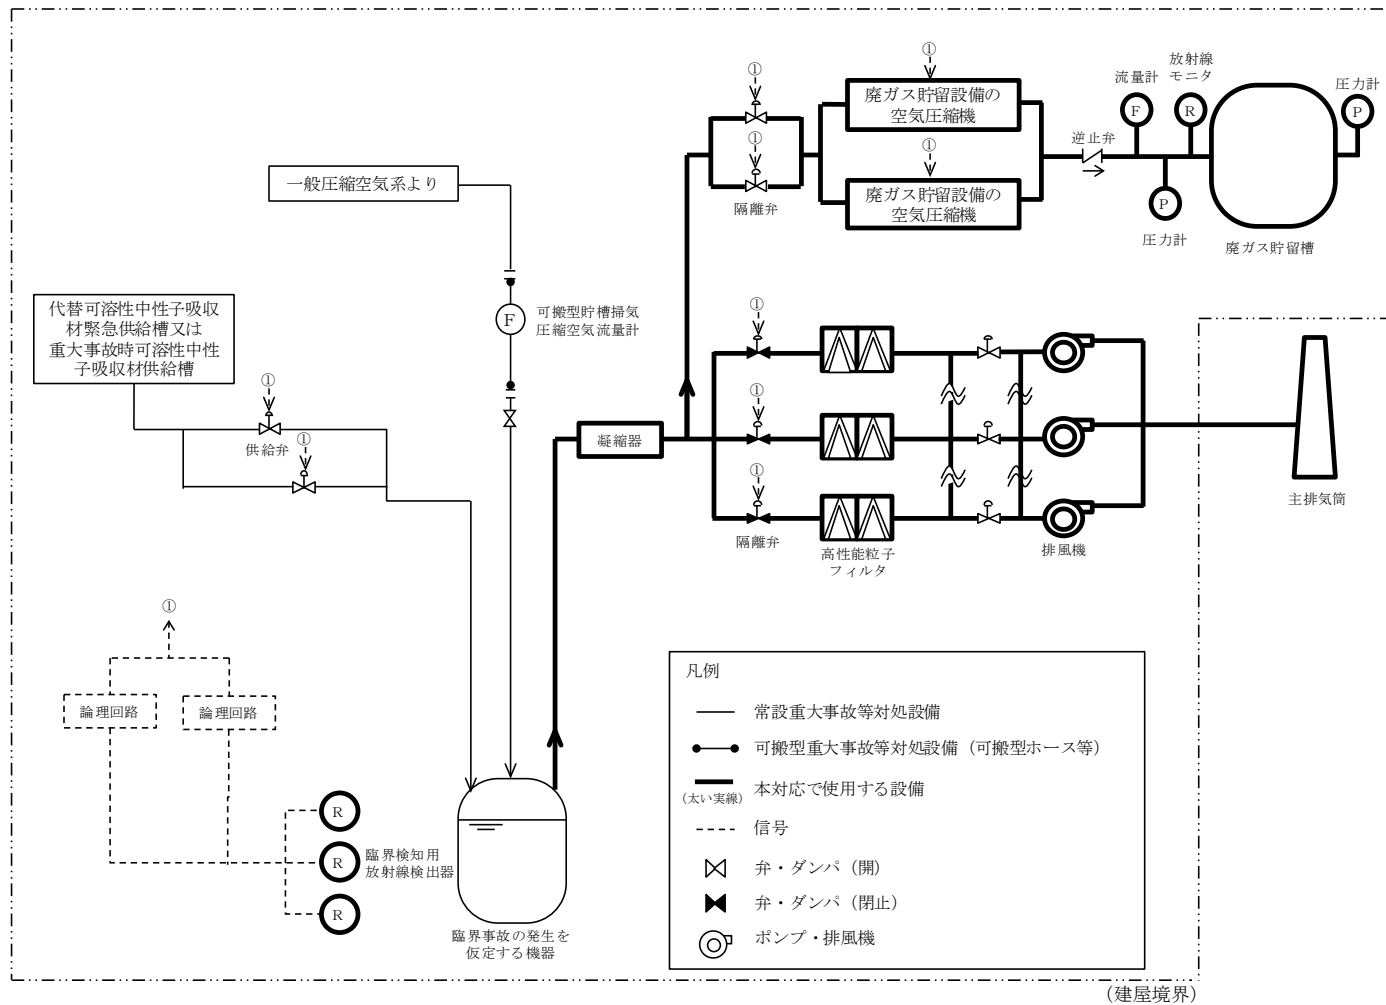 ①
①
廃ガス貯留設備の
空気圧縮機
①
①
廃ガス貯留設備の
空気圧縮機
隔離弁
逆止弁
流量計
F
放射線
モニタ
R
圧力計
P
P
圧力計
廃ガス貯留槽
一般圧縮空気系より
F
可搬型貯槽掃気
圧縮空気流量計
代替可溶性中性子吸収
材緊急供給槽又は
重大事故時可溶性中性
子吸収材供給槽
①
供給弁
①
凝縮器
①
①
①
隔離弁
高性能粒子
フィルタ
排風機
主排気筒
①
論理回路
論理回路
R
R
R
臨界検知用
放射線検出器
臨界事故の発生を
仮定する機器
凡例
常設重大事故等対処設備
可搬型重大事故等対処設備（可搬型ホース等）
(太い実線)
本対応で使用する設備
信号
弁・ダンパ（開）
弁・ダンパ（閉止）
ポンプ・排風機
（建屋境界）